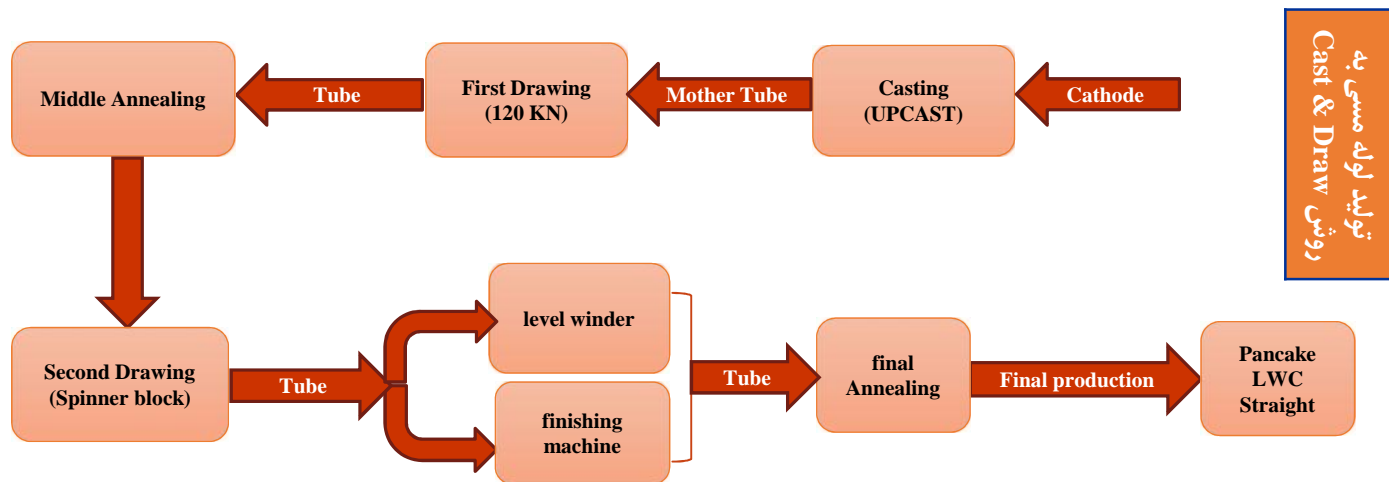 تولید لوله مسی به
روش Cast & Draw
Cathode
Casting
(UPCAST)
Mother Tube
First Drawing
(120 KN)
Tube
Middle Annealing
Second Drawing
(Spinner block)
Tube
level winder
finishing
machine
Tube
final
Annealing
Final production
Pancake
LWC
Straight